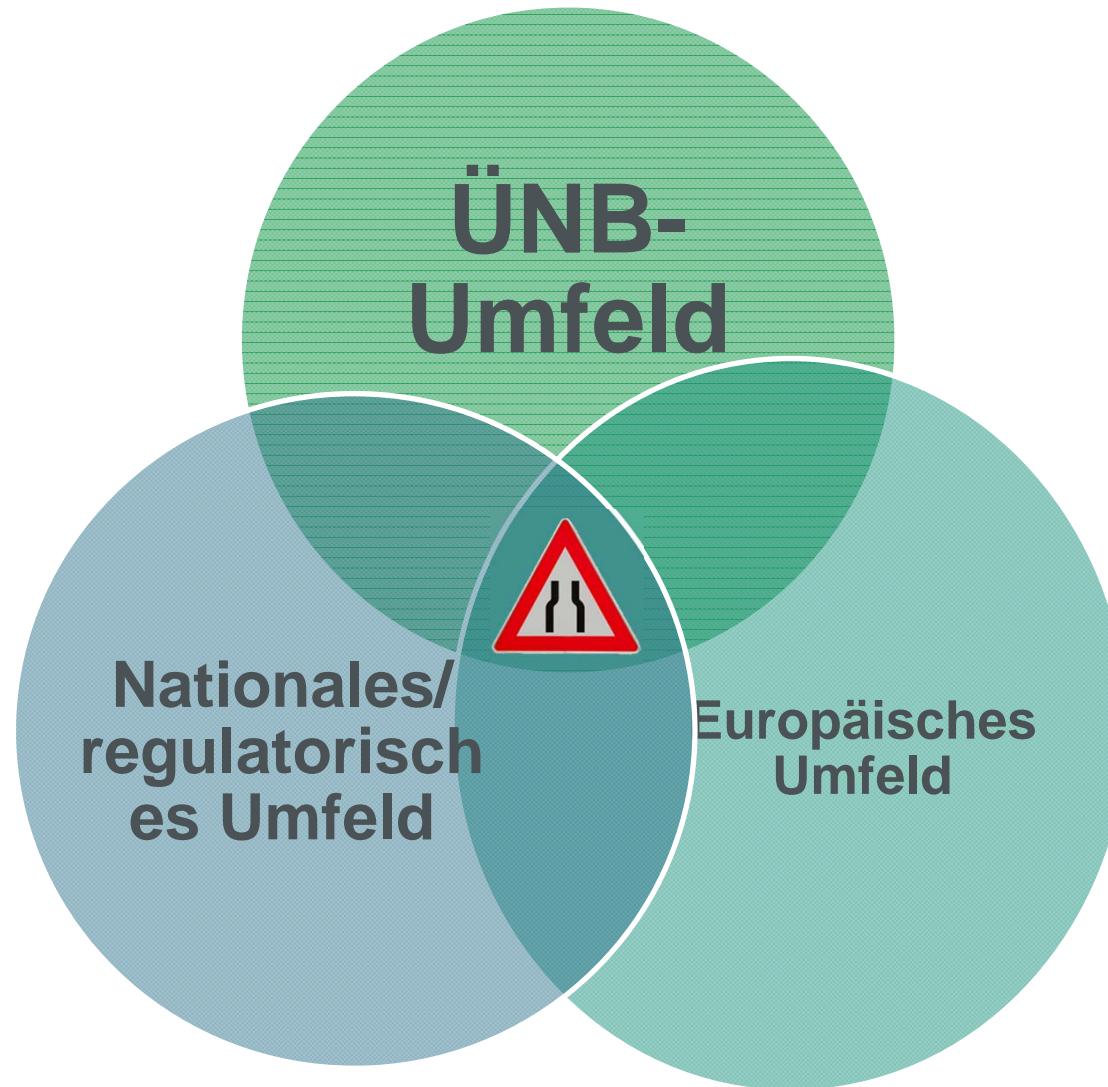 ÜNB-
Umfeld
Nationales/
regulatorisch
es Umfeld
Europäisches
Umfeld